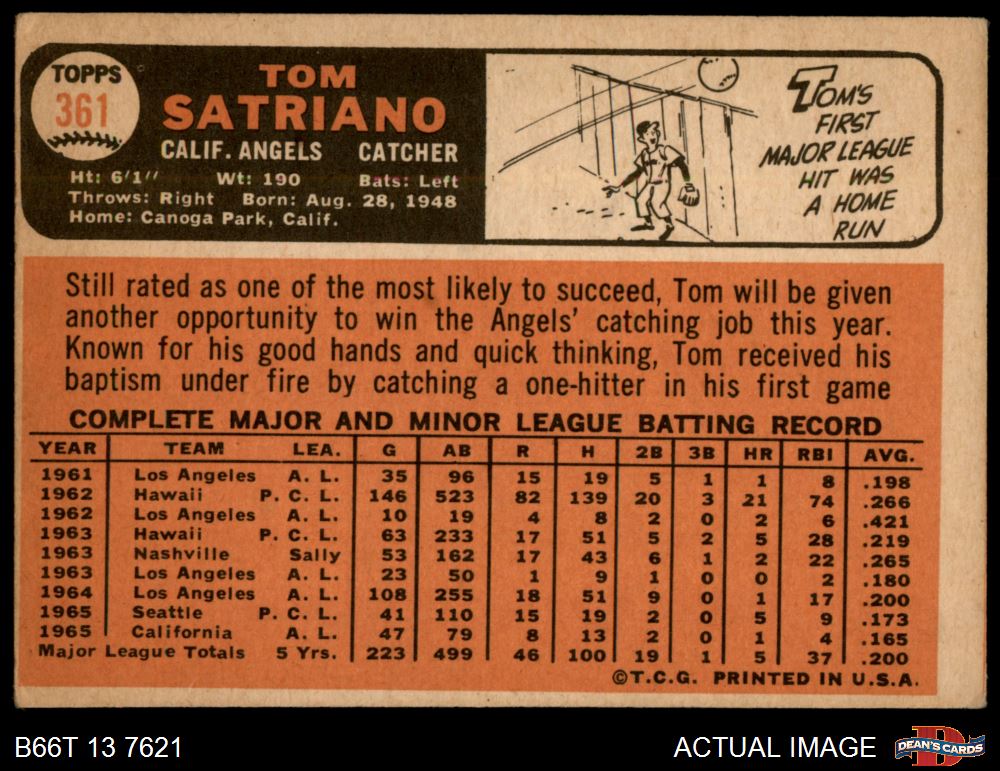 TOPPS
361
TOM
SATRIANO
CALIF. ANGELS CATCHER
Ht: 6'1" Wt: 190 Bats: Left
Throws: Right Born: Aug. 28, 1948
Home: Canoga Park, Calif.
TOM'S
FIRST
MAJOR LEAGUE
HIT WAS
A HOME
RUN
Still rated as one of the most likely to succeed, Tom will be given
another opportunity to win the Angels' catching job this year.
Known for his good hands and quick thinking, Tom received his
baptism under fire by catching a one-hitter in his first game
COMPLETE MAJOR AND MINOR LEAGUE BATTING RECORD
YEAR TEAM LEA. G AB R H 2B 3B HR RBI AVG.
1961 Los Angeles A. L. 35 96 15 19 5 1 1 8 .198
1962 Hawaii P. C. L. 146 523 82 139 20 3 21 74 .266
1962 Los Angeles A. L. 10 19 4 8 2 0 2 6 .421
1963 Hawaii P. C. L. 63 233 17 51 5 2 5 28 .219
1963 Nashville Sally 53 162 17 43 6 1 2 22 .265
1963 Los Angeles A. L. 23 50 1 9 1 0 0 2 .180
1964 Los Angeles A. L. 108 255 18 51 9 0 1 17 .200
1965 Seattle P. C. L. 41 110 15 19 2 0 5 9 .173
1965 California A. L. 47 79 8 13 2 0 1 4 .165
Major League Totals 5 Yrs. 223 499 46 100 19 1 5 37 .200
©T.C.G. PRINTED IN U.S.A.
B66T 13 7621
ACTUAL IMAGE
DEAN'S CARDS